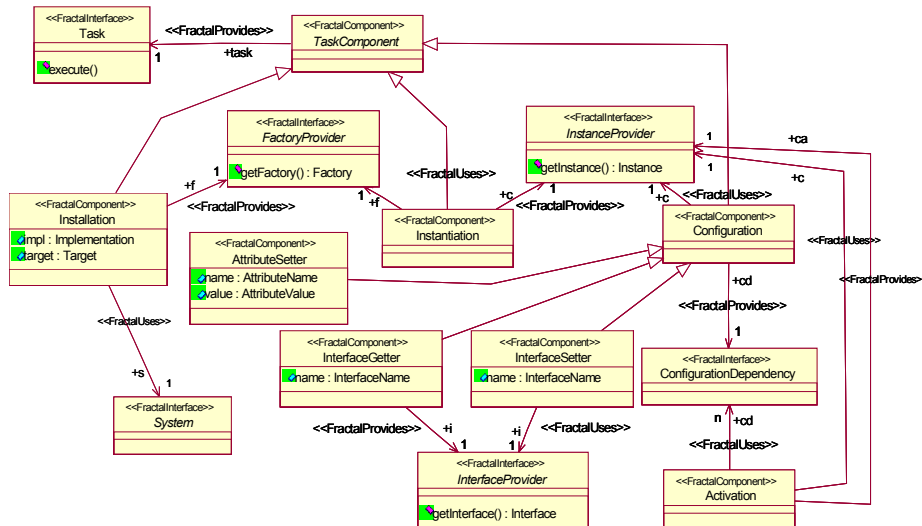 <<FractalInterface>>
Task
execute()
<<FractalProvides>>
1
+task
<<FractalComponent>>
TaskComponent
<<FractalInterface>>
FactoryProvider
getFactory() : Factory
<<FractalInterface>>
InstanceProvider
getInstance() : Instance
1
+ca
1
+c
<<FractalUses>>
+f
1
<<FractalProvides>>
1
+f
+c
1
<<FractalProvides>>
1
+c
<<FractalUses>>
<<FractalComponent>>
Installation
impl : Implementation
target : Target
<<FractalComponent>>
Instantiation
<<FractalComponent>>
Configuration
<<FractalComponent>>
AttributeSetter
name : AttributeName
value : AttributeValue
<<FractalUses>>
<<FractalProvides>>
+cd
<<FractalProvides>>
1
<<FractalUses>>
+s
1
<<FractalComponent>>
InterfaceGetter
name : InterfaceName
<<FractalComponent>>
InterfaceSetter
name : InterfaceName
<<FractalInterface>>
ConfigurationDependency
<<FractalInterface>>
System
<<FractalProvides>>
+i
1
+i
1
<<FractalUses>>
n
+cd
<<FractalUses>>
<<FractalInterface>>
InterfaceProvider
getInterface() : Interface
<<FractalComponent>>
Activation